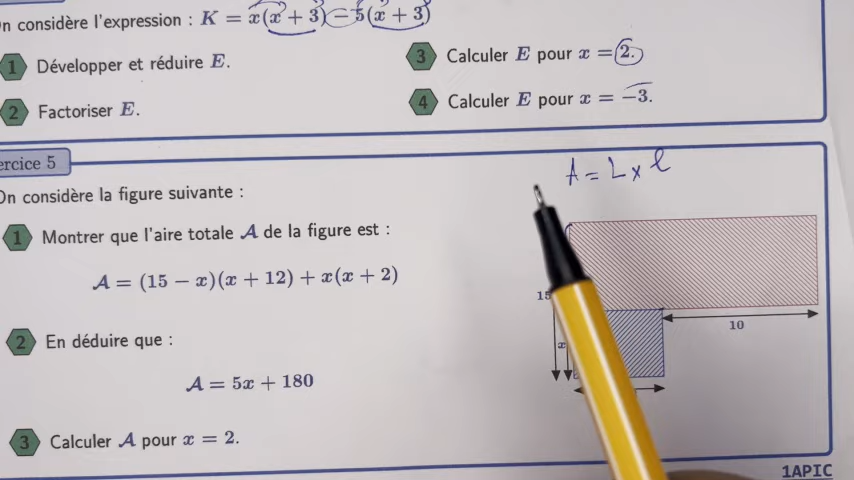 n considère l'expression : K = x(x + 3) − 5(x + 3)
1 Développer et réduire E.
2 Factoriser E.
3 Calculer E pour x = 2.
4 Calculer E pour x = −3.
ercice 5
On considère la figure suivante :
1 Montrer que l'aire totale A de la figure est :
A = (15 − x)(x + 12) + x(x + 2)
2 En déduire que :
A = 5x + 180
3 Calculer A pour x = 2.
A = L x l
15
10
x
1APIC